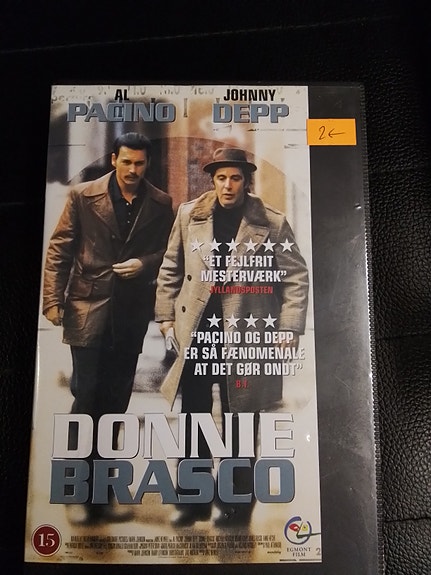 AL
PACINO
JOHNNY
DEPP
2€
"ET FEJLFRIT
MESTERVÆRK"
JYLLANDSPOSTEN
"PACINO OG DEPP
ER SÅ FÆNOMENALE
AT DET GØR ONDT"
B.T
DONNIE
BRASCO
15
EGMONT
FILM